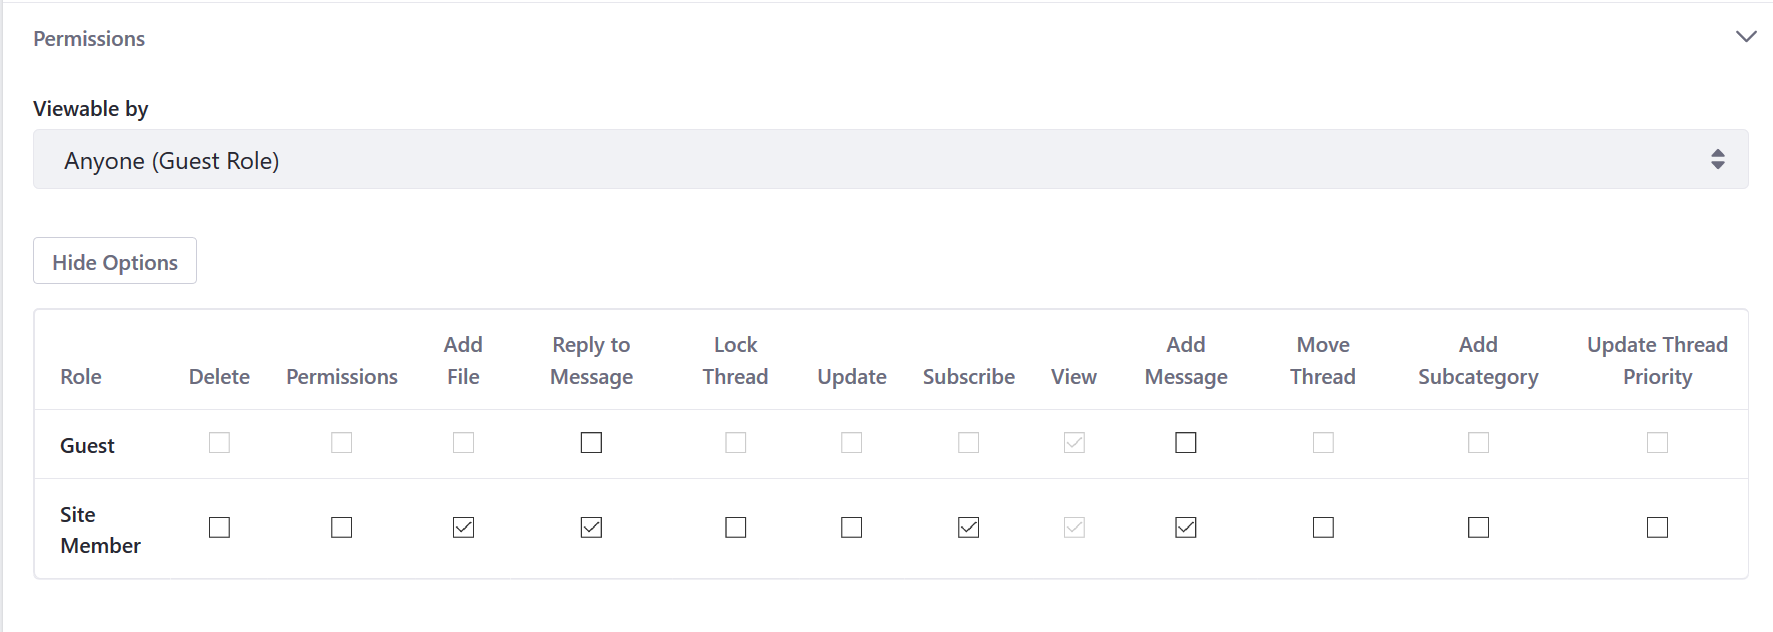 Permissions
Viewable by
Anyone (Guest Role)
Hide Options
Add Reply to Lock Add Move Add Update Thread
Role Delete Permissions File Message Thread Update Subscribe View Message Thread Subcategory Priority
Guest
Site
Member